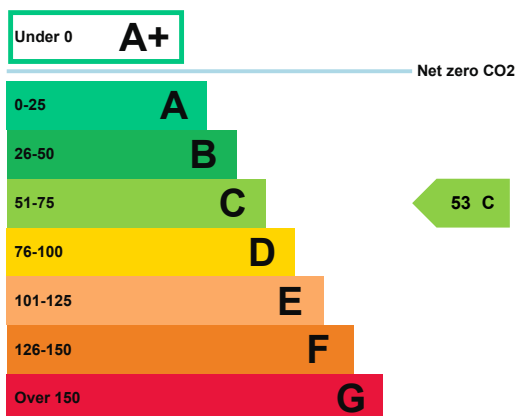 Under 0 A+
Net zero CO2
0-25 A
26-50 B
51-75 C
53 C
76-100 D
101-125 E
126-150 F
Over 150 G